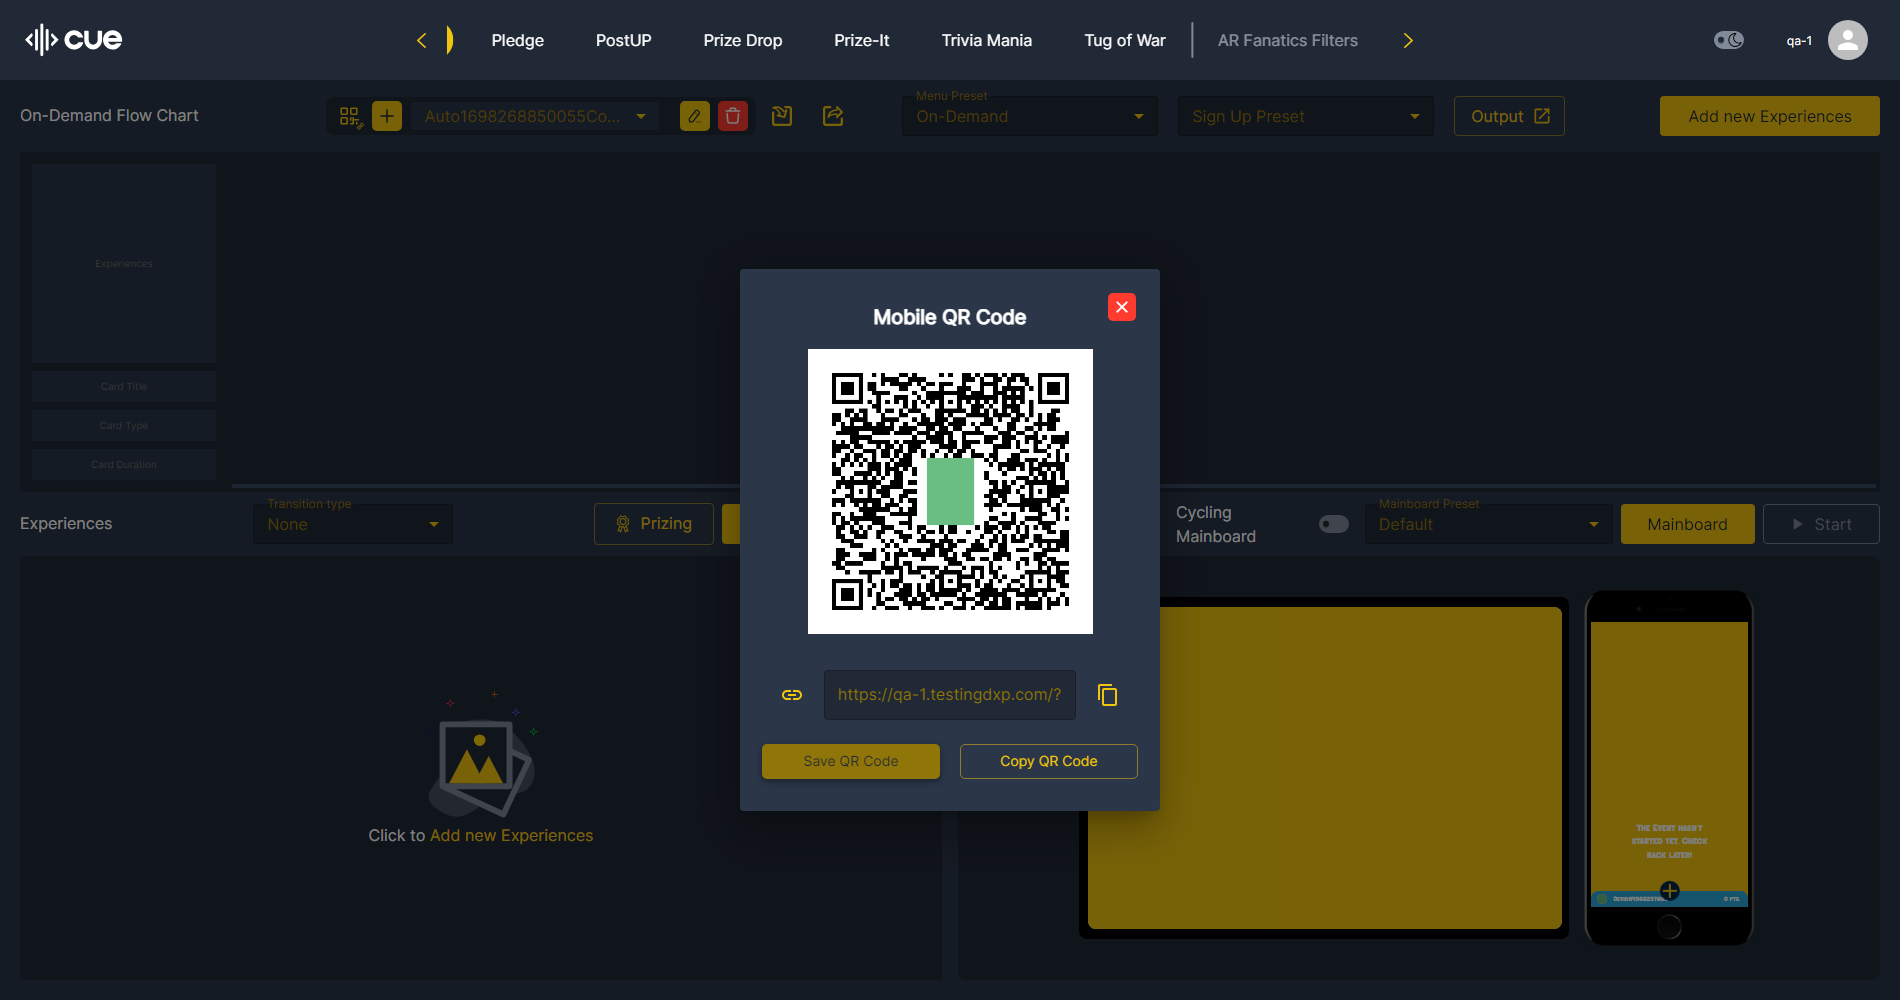 cue
Pledge
PostUP
Prize Drop
Prize-It
Trivia Mania
Tug of War
AR Fanatics Filters
qa-1
On-Demand Flow Chart
Auto1698268850055Co...
Menu Preset
On-Demand
Sign Up Preset
Output
Add new Experiences
Experiences
Card Title
Card Type
Card Duration
Mobile QR Code
https://qa-1.testingdxp.com/?
Save QR Code
Copy QR Code
Experiences
Transition type
None
Prizing
Cycling
Mainboard
Mainboard Preset
Default
Mainboard
Start
Click to Add new Experiences
The Event hasn't
started yet. Check
back later!
0 pts.